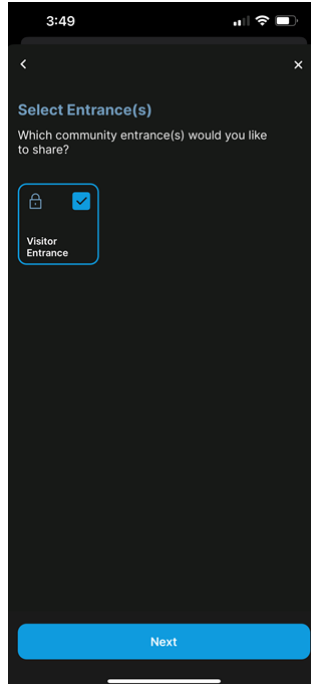 3:49
Select Entrance(s)
Which community entrance(s) would you like
to share?
Visitor
Entrance
Next